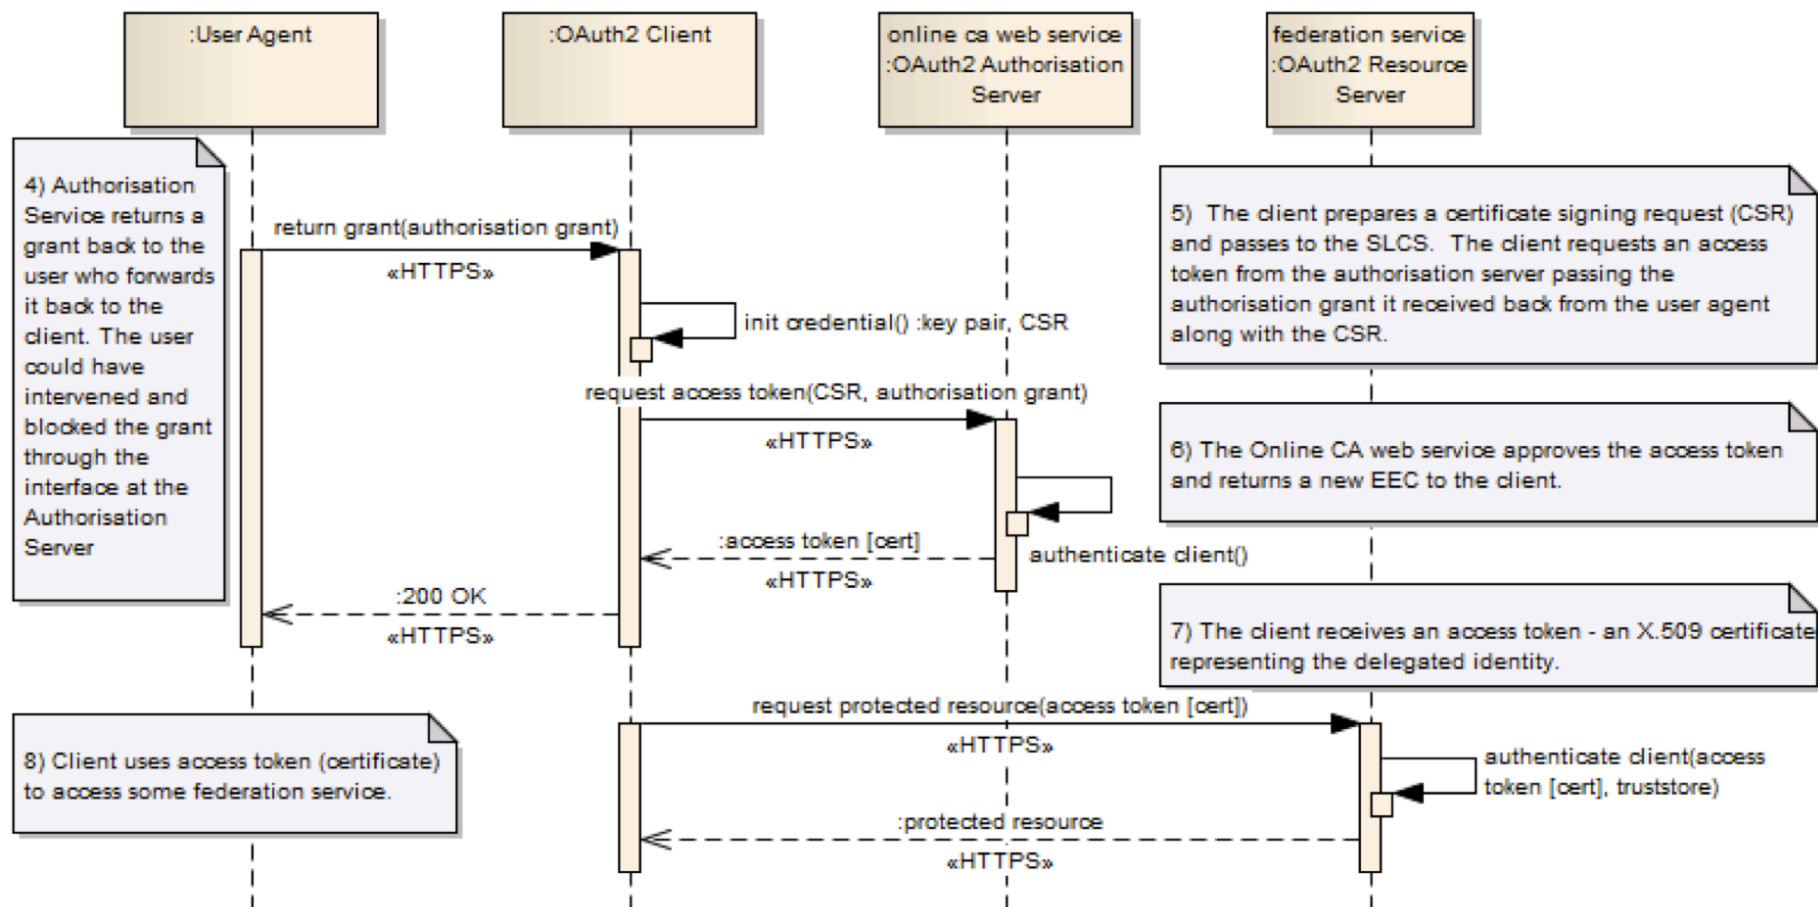 :User Agent
:OAuth2 Client
online ca web service
:OAuth2 Authorisation
Server
federation service
:OAuth2 Resource
Server
4) Authorisation
Service returns a
grant back to the
user who forwards
it back to the
client. The user
could have
intervened and
blocked the grant
through the
interface at the
Authorisation
Server
return grant(authorisation grant)
«HTTPS»
5) The client prepares a certificate signing request (CSR)
and passes to the SLCS. The client requests an access
token from the authorisation server passing the
authorisation grant it received back from the user agent
along with the CSR.
init credential() :key pair, CSR
request access token(CSR, authorisation grant)
«HTTPS»
6) The Online CA web service approves the access token
and returns a new EEC to the client.
authenticate client()
:access token [cert]
«HTTPS»
:200 OK
«HTTPS»
7) The client receives an access token - an X.509 certificate
representing the delegated identity.
8) Client uses access token (certificate)
to access some federation service.
request protected resource(access token [cert])
«HTTPS»
authenticate client(access
token [cert], truststore)
:protected resource
«HTTPS»